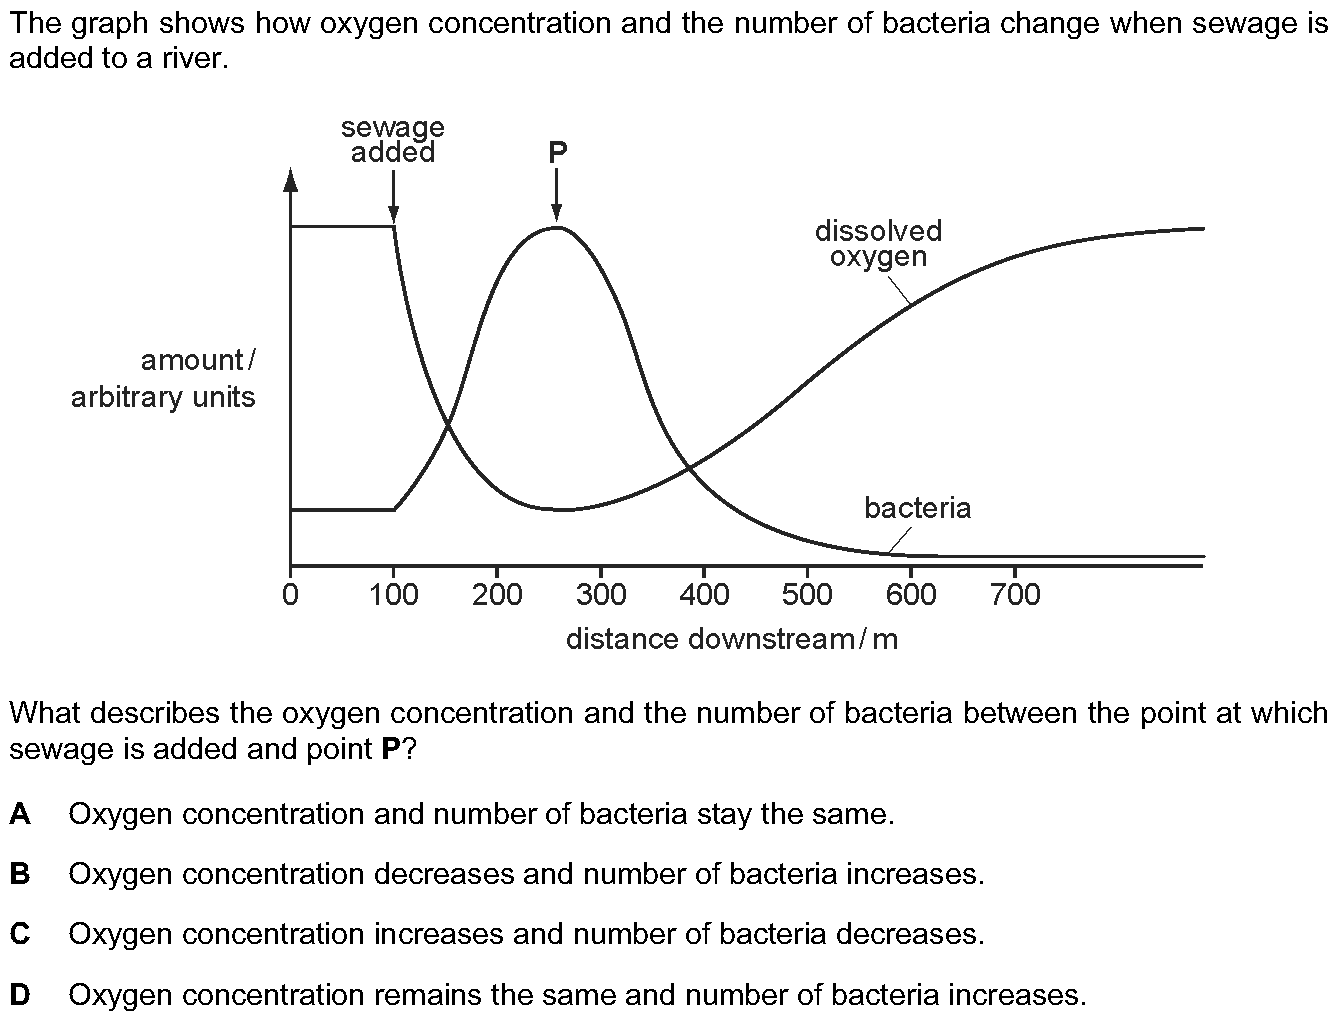 The graph shows how oxygen concentration and the number of bacteria change when sewage is
added to a river.
sewage
added
P
dissolved
oxygen
amount/
arbitrary units
bacteria
0 100 200 300 400 500 600 700
distance downstream/m
What describes the oxygen concentration and the number of bacteria between the point at which
sewage is added and point P?
A Oxygen concentration and number of bacteria stay the same.
B Oxygen concentration decreases and number of bacteria increases.
C Oxygen concentration increases and number of bacteria decreases.
D Oxygen concentration remains the same and number of bacteria increases.